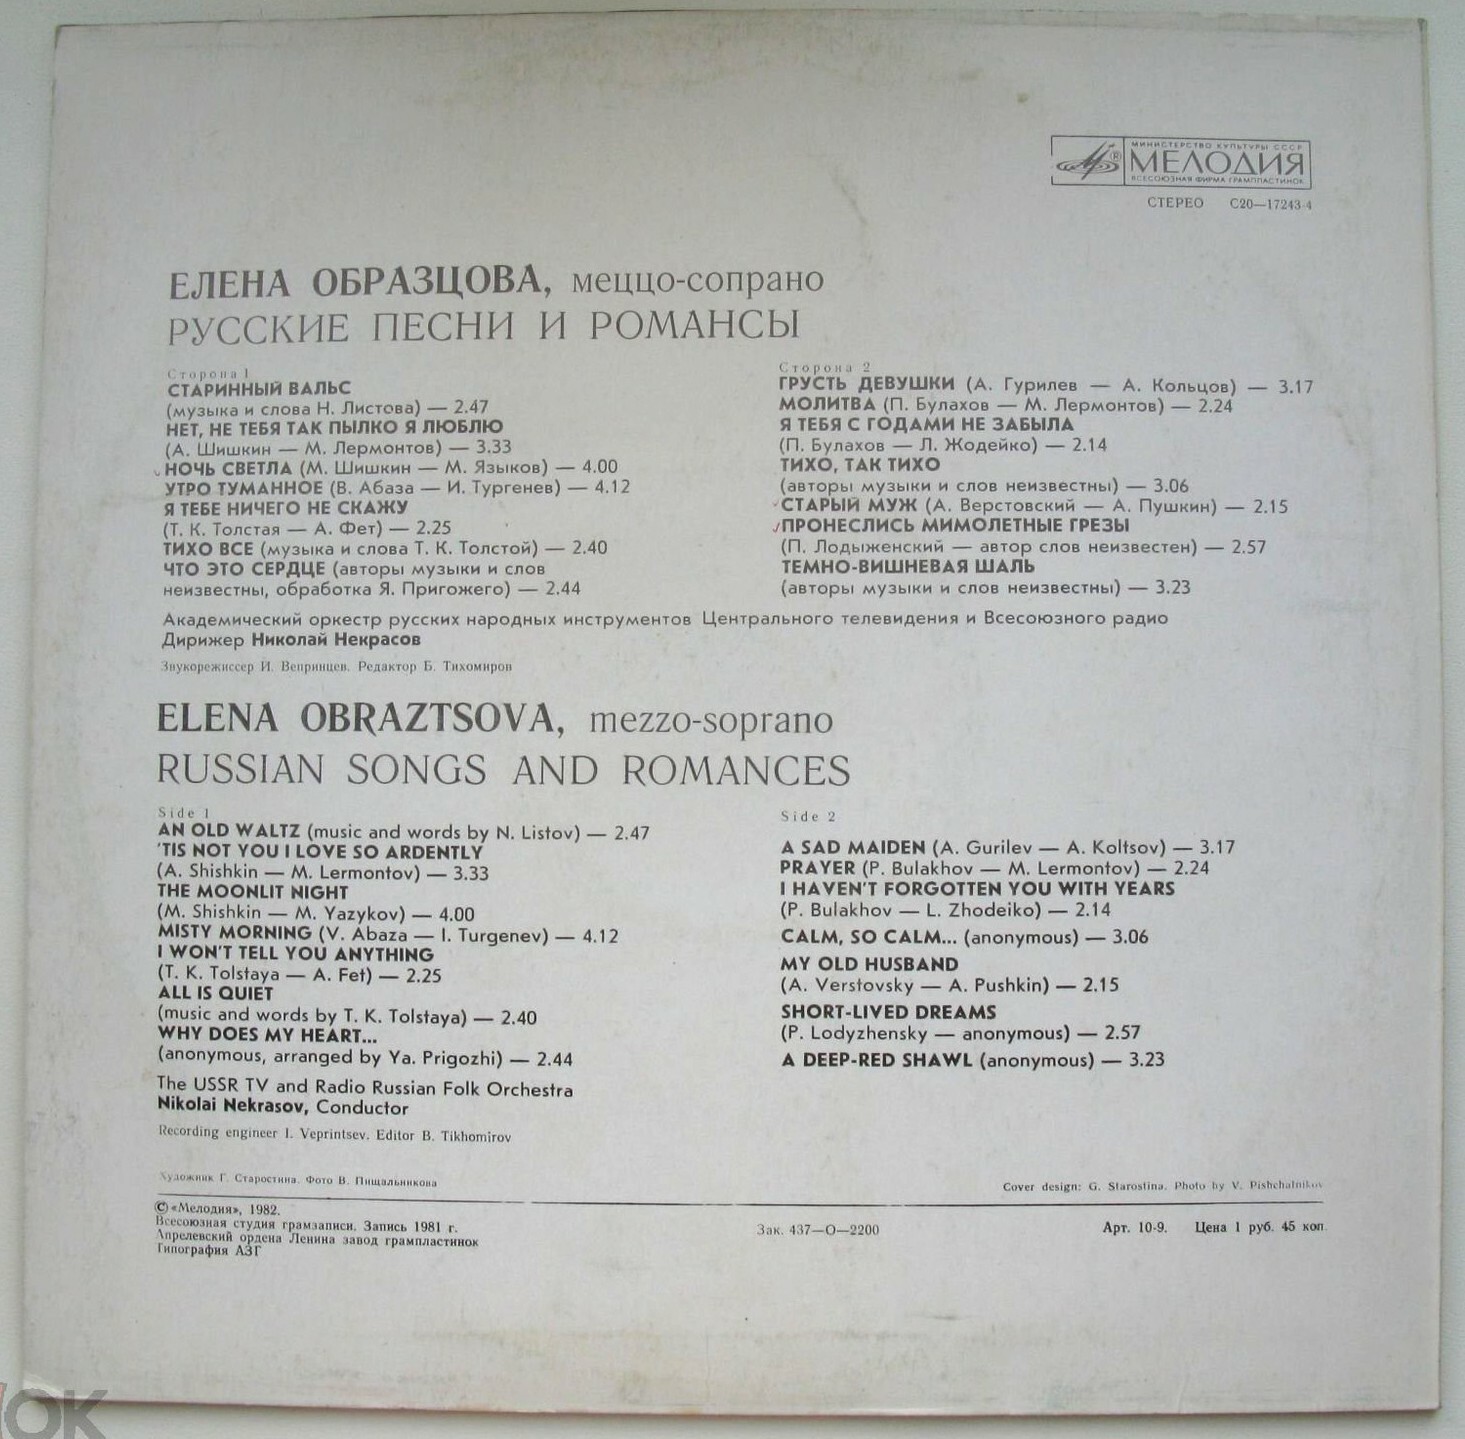 МИНИСТЕРСТВО КУЛЬТУРЫ СССР
МЕЛОДИЯ
ВСЕСОЮЗНАЯ ФИРМА ГРАМПЛАСТИНОК
СТЕРЕО С20—17243-4
ЕЛЕНА ОБРАЗЦОВА, меццо-сопрано
РУССКИЕ ПЕСНИ И РОМАНСЫ
Сторона 1
СТАРИННЫЙ ВАЛЬС
(музыка и слова Н. Листова) — 2.47
НЕТ, НЕ ТЕБЯ ТАК ПЫЛКО Я ЛЮБЛЮ
(А. Шишкин — М. Лермонтов) — 3.33
НОЧЬ СВЕТЛА (М. Шишкин — М. Языков) — 4.00
УТРО ТУМАННОЕ (В. Абаза — И. Тургенев) — 4.12
Я ТЕБЕ НИЧЕГО НЕ СКАЖУ
(Т. К. Толстая — А. Фет) — 2.25
ТИХО ВСЕ (музыка и слова Т. К. Толстой) — 2.40
ЧТО ЭТО СЕРДЦЕ (авторы музыки и слов
неизвестны, обработка Я. Пригожего) — 2.44
Сторона 2
ГРУСТЬ ДЕВУШКИ (А. Гурилев — А. Кольцов) — 3.17
МОЛИТВА (П. Булахов — М. Лермонтов) — 2.24
Я ТЕБЯ С ГОДАМИ НЕ ЗАБЫЛА
(П. Булахов — Л. Жодейко) — 2.14
ТИХО, ТАК ТИХО
(авторы музыки и слов неизвестны) — 3.06
СТАРЫЙ МУЖ (А. Верстовский — А. Пушкин) — 2.15
ПРОНЕСЛИСЬ МИМОЛЕТНЫЕ ГРЕЗЫ
(П. Лодыженский — автор слов неизвестен) — 2.57
ТЕМНО-ВИШНЕВАЯ ШАЛЬ
(авторы музыки и слов неизвестны) — 3.23
Академический оркестр русских народных инструментов Центрального телевидения и Всесоюзного радио
Дирижер Николай Некрасов
Звукорежиссер И. Вепринцев. Редактор Б. Тихомиров
ELENA OBRAZTSOVA, mezzo-soprano
RUSSIAN SONGS AND ROMANCES
Side 1
AN OLD WALTZ (music and words by N. Listov) — 2.47
'TIS NOT YOU I LOVE SO ARDENTLY
(A. Shishkin — M. Lermontov) — 3.33
THE MOONLIT NIGHT
(M. Shishkin — M. Yazykov) — 4.00
MISTY MORNING (V. Abaza — I. Turgenev) — 4.12
I WON'T TELL YOU ANYTHING
(T. K. Tolstaya — A. Fet) — 2.25
ALL IS QUIET
(music and words by T. K. Tolstaya) — 2.40
WHY DOES MY HEART...
(anonymous, arranged by Ya. Prigozhi) — 2.44
Side 2
A SAD MAIDEN (A. Gurilev — A. Koltsov) — 3.17
PRAYER (P. Bulakhov — M. Lermontov) — 2.24
I HAVEN'T FORGOTTEN YOU WITH YEARS
(P. Bulakhov — L. Zhodeiko) — 2.14
CALM, SO CALM... (anonymous) — 3.06
MY OLD HUSBAND
(A. Verstovsky — A. Pushkin) — 2.15
SHORT-LIVED DREAMS
(P. Lodyzhensky — anonymous) — 2.57
A DEEP-RED SHAWL (anonymous) — 3.23
The USSR TV and Radio Russian Folk Orchestra
Nikolai Nekrasov, Conductor
Recording engineer I. Veprintsev. Editor B. Tikhomirov
Художник Г. Старостина. Фото В. Пищальникова
Cover design: G. Starostina. Photo by V. Pishchalnikov
© «Мелодия», 1982.
Всесоюзная студия грамзаписи. Запись 1981 г.
Апрелевский ордена Ленина завод грампластинок
Типография АЗГ
Зак. 437—О—2200
Арт. 10-9. Цена 1 руб. 45 коп.
ОК